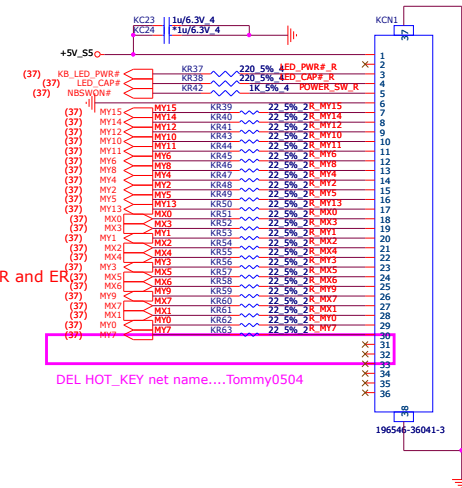 KC23 1u/6.3V_4 KCN1
KC24 *1u/6.3V_4
37
+5V_S5
1
2
(37) KB_LED_PWR# KR37 220_5%_4 LED_PWR#_R 3
(37) LED_CAP# KR38 220_5%_4 LED_CAP#_R 4
(37) NBSWON# KR42 1K_5%_4 POWER_SW_R 5
6
(37) MY15 MY15 KR39 22_5%_2 R_MY15 7
(37) MY14 MY14 KR40 22_5%_2 R_MY14 8
(37) MY12 MY12 KR41 22_5%_2 R_MY12 9
(37) MY10 MY10 KR43 22_5%_2 R_MY10 10
(37) MY11 MY11 KR44 22_5%_2 R_MY11 11
(37) MY6 MY6 KR45 22_5%_2 R_MY6 12
(37) MY8 MY8 KR46 22_5%_2 R_MY8 13
(37) MY4 MY4 KR47 22_5%_2 R_MY4 14
(37) MY2 MY2 KR48 22_5%_2 R_MY2 15
(37) MY5 MY5 KR49 22_5%_2 R_MY5 16
(37) MY13 MY13 KR50 22_5%_2 R_MY13 17
(37) MX0 MX0 KR51 22_5%_2 R_MX0 18
(37) MX3 MX3 KR52 22_5%_2 R_MX3 19
(37) MY1 MY1 KR53 22_5%_2 R_MY1 20
(37) MX2 MX2 KR54 22_5%_2 R_MX2 21
(37) MX4 MX4 KR55 22_5%_2 R_MX4 22
(37) MY3 MY3 KR56 22_5%_2 R_MY3 23
R and ER
(37) MX5 MX5 KR57 22_5%_2 R_MX5 24
(37) MX6 MX6 KR58 22_5%_2 R_MX6 25
(37) MY9 MY9 KR59 22_5%_2 R_MY9 26
(37) MX7 MX7 KR60 22_5%_2 R_MX7 27
(37) MX1 MX1 KR61 22_5%_2 R_MX1 28
(37) MY0 MY0 KR62 22_5%_2 R_MY0 29
(37) MY7 MY7 KR63 22_5%_2 R_MY7 30
31
32
33
34
DEL HOT_KEY net name....Tommy0504
35
36
38
196546-36041-3